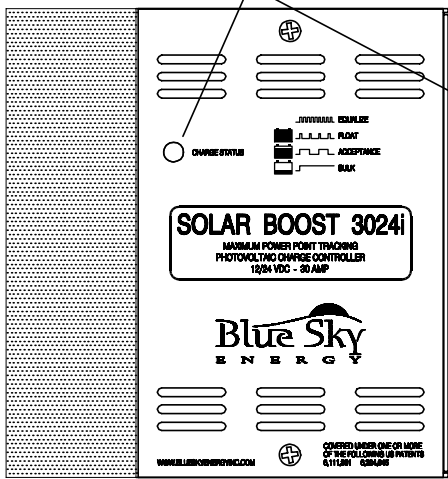 EQUALIZE
FLOAT
CHARGE STATUS
ACCEPTANCE
BULK
SOLAR BOOST 3024i
MAXIMUM POWER POINT TRACKING
PHOTOVOLTAIC CHARGE CONTROLLER
12/24 VDC - 30 AMP
Blue Sky
ENERGY
COVERED UNDER ONE OR MORE
OF THE FOLLOWING US PATENTS
WWW.BLUESKYENERGYINC.COM